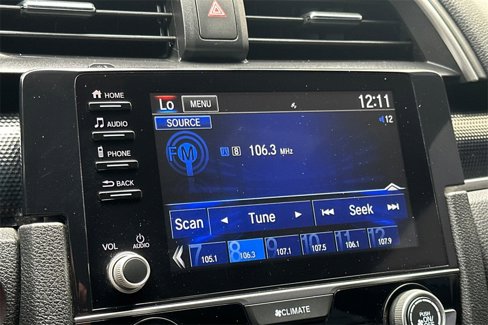 HOME
AUDIO
PHONE
BACK
VOL
AUDIO
Lo MENU 12:11
SOURCE 12
FM 8 106.3 MHz
Scan Tune Seek
7 8 9 10 11 12
105.1 106.3 107.1 107.5 106.1 107.9
CLIMATE
PUSH
ON/